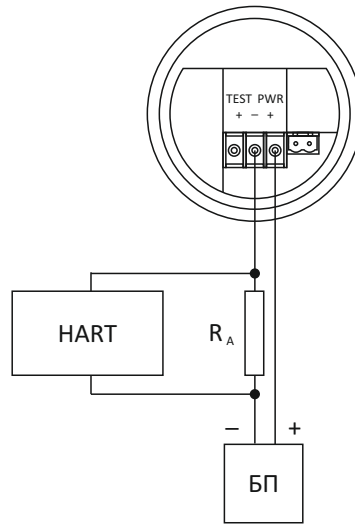 TEST PWR
+ − +
HART
R A
− +
БП